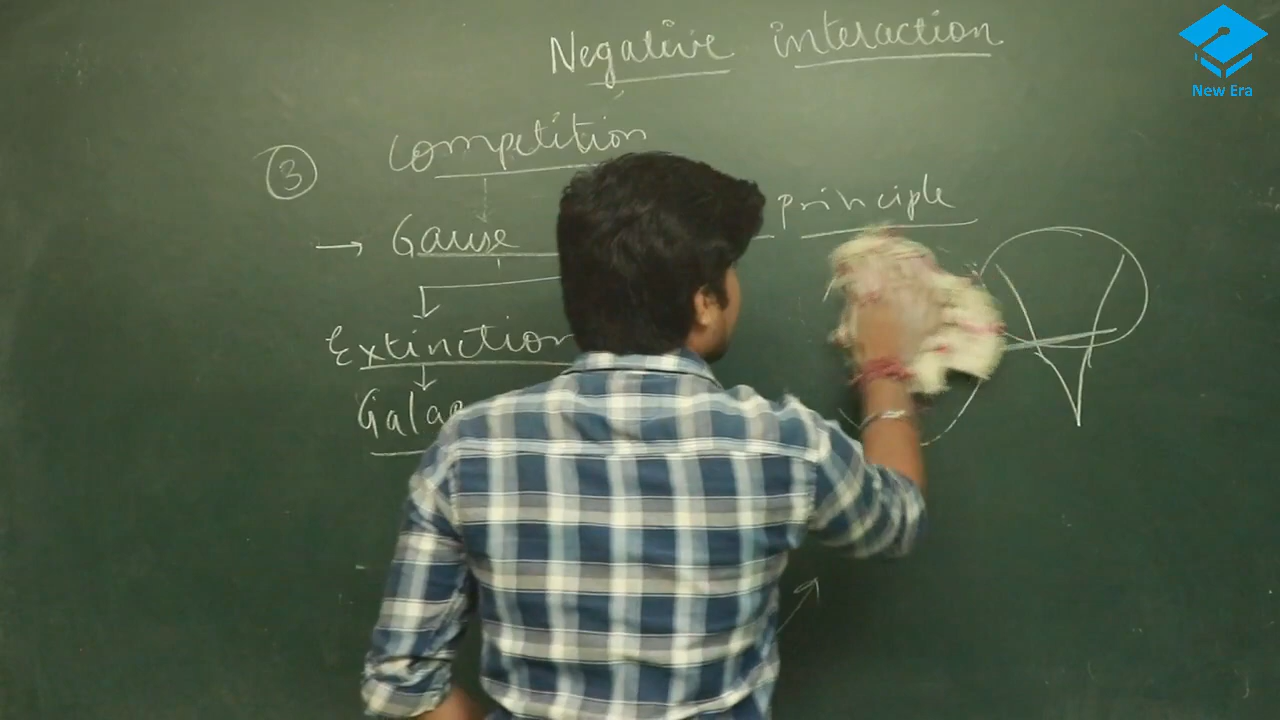 Negative interaction
New Era
③ Competition
→ Gause principle
Extinction
Galap